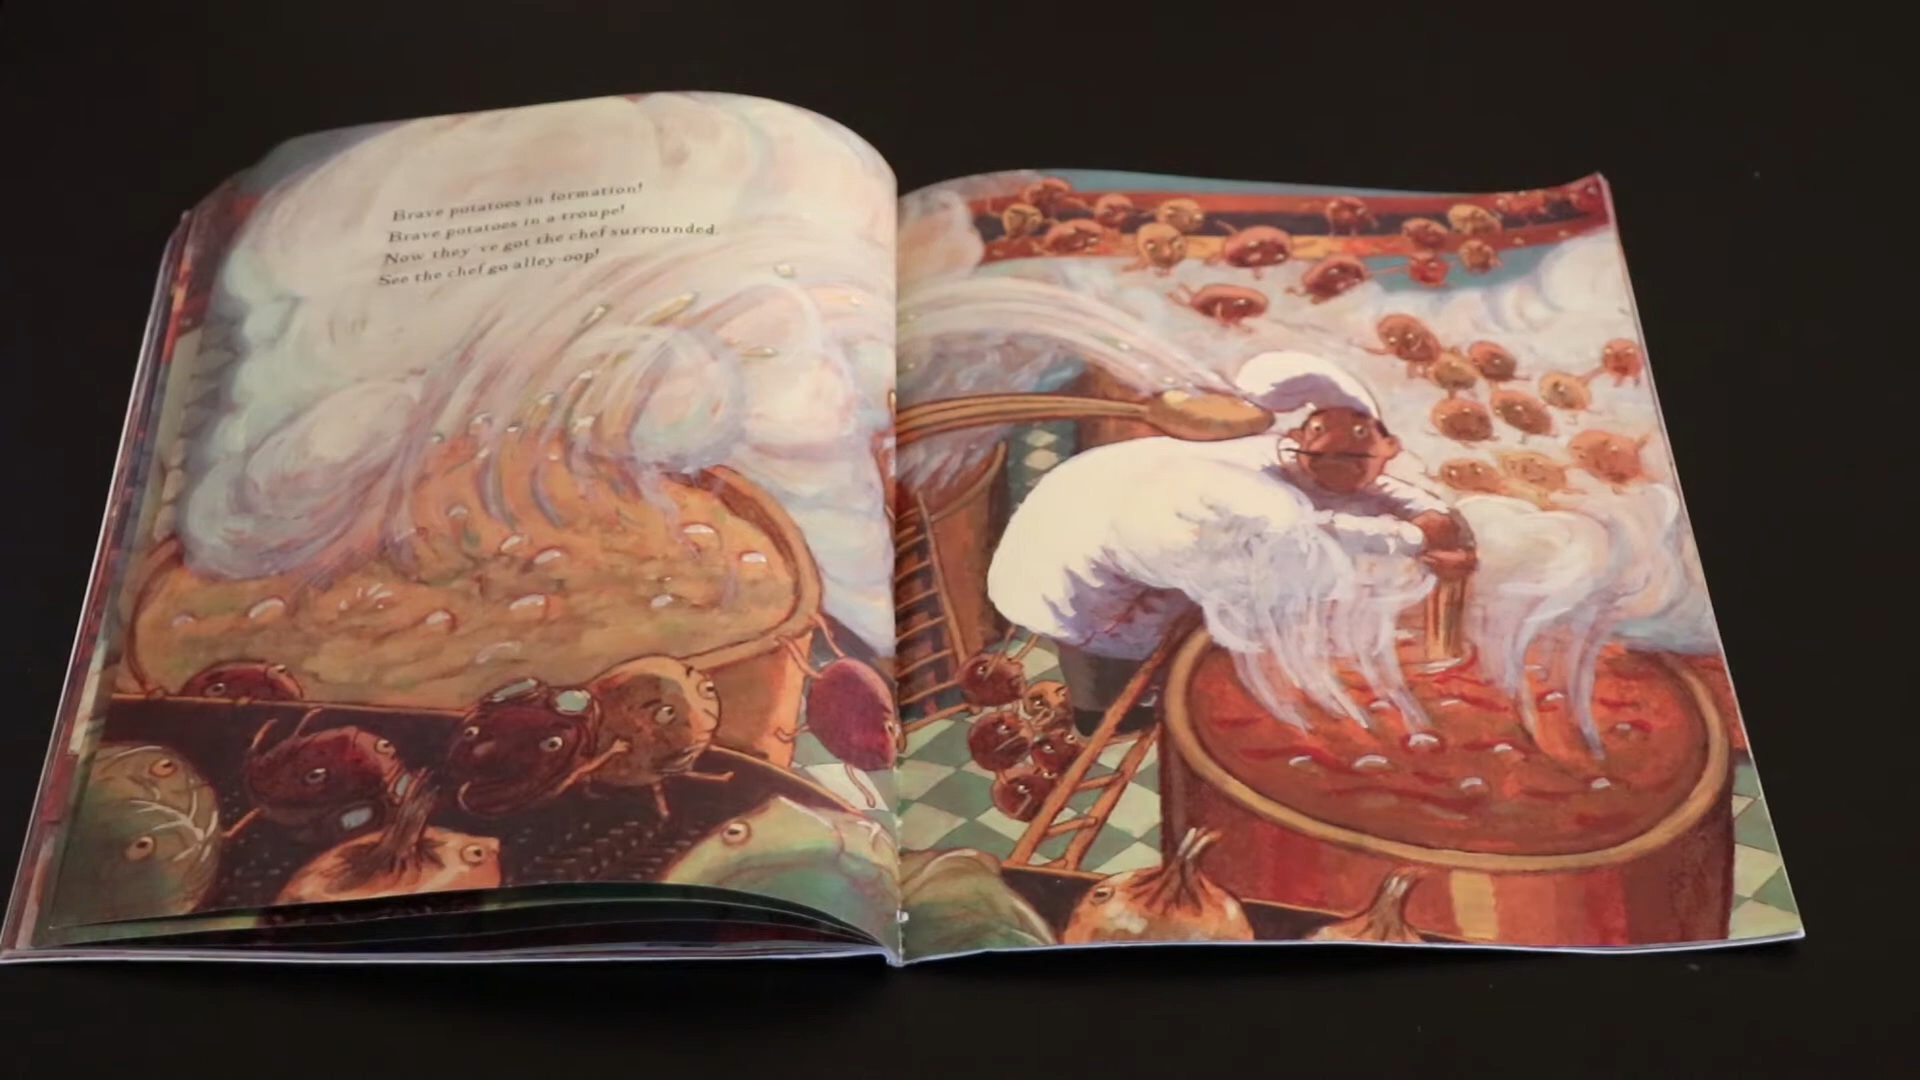 Brave potatoes in formation!
Brave potatoes in a troupe!
Now they've got the chef surrounded.
See the chef go alley-oop!